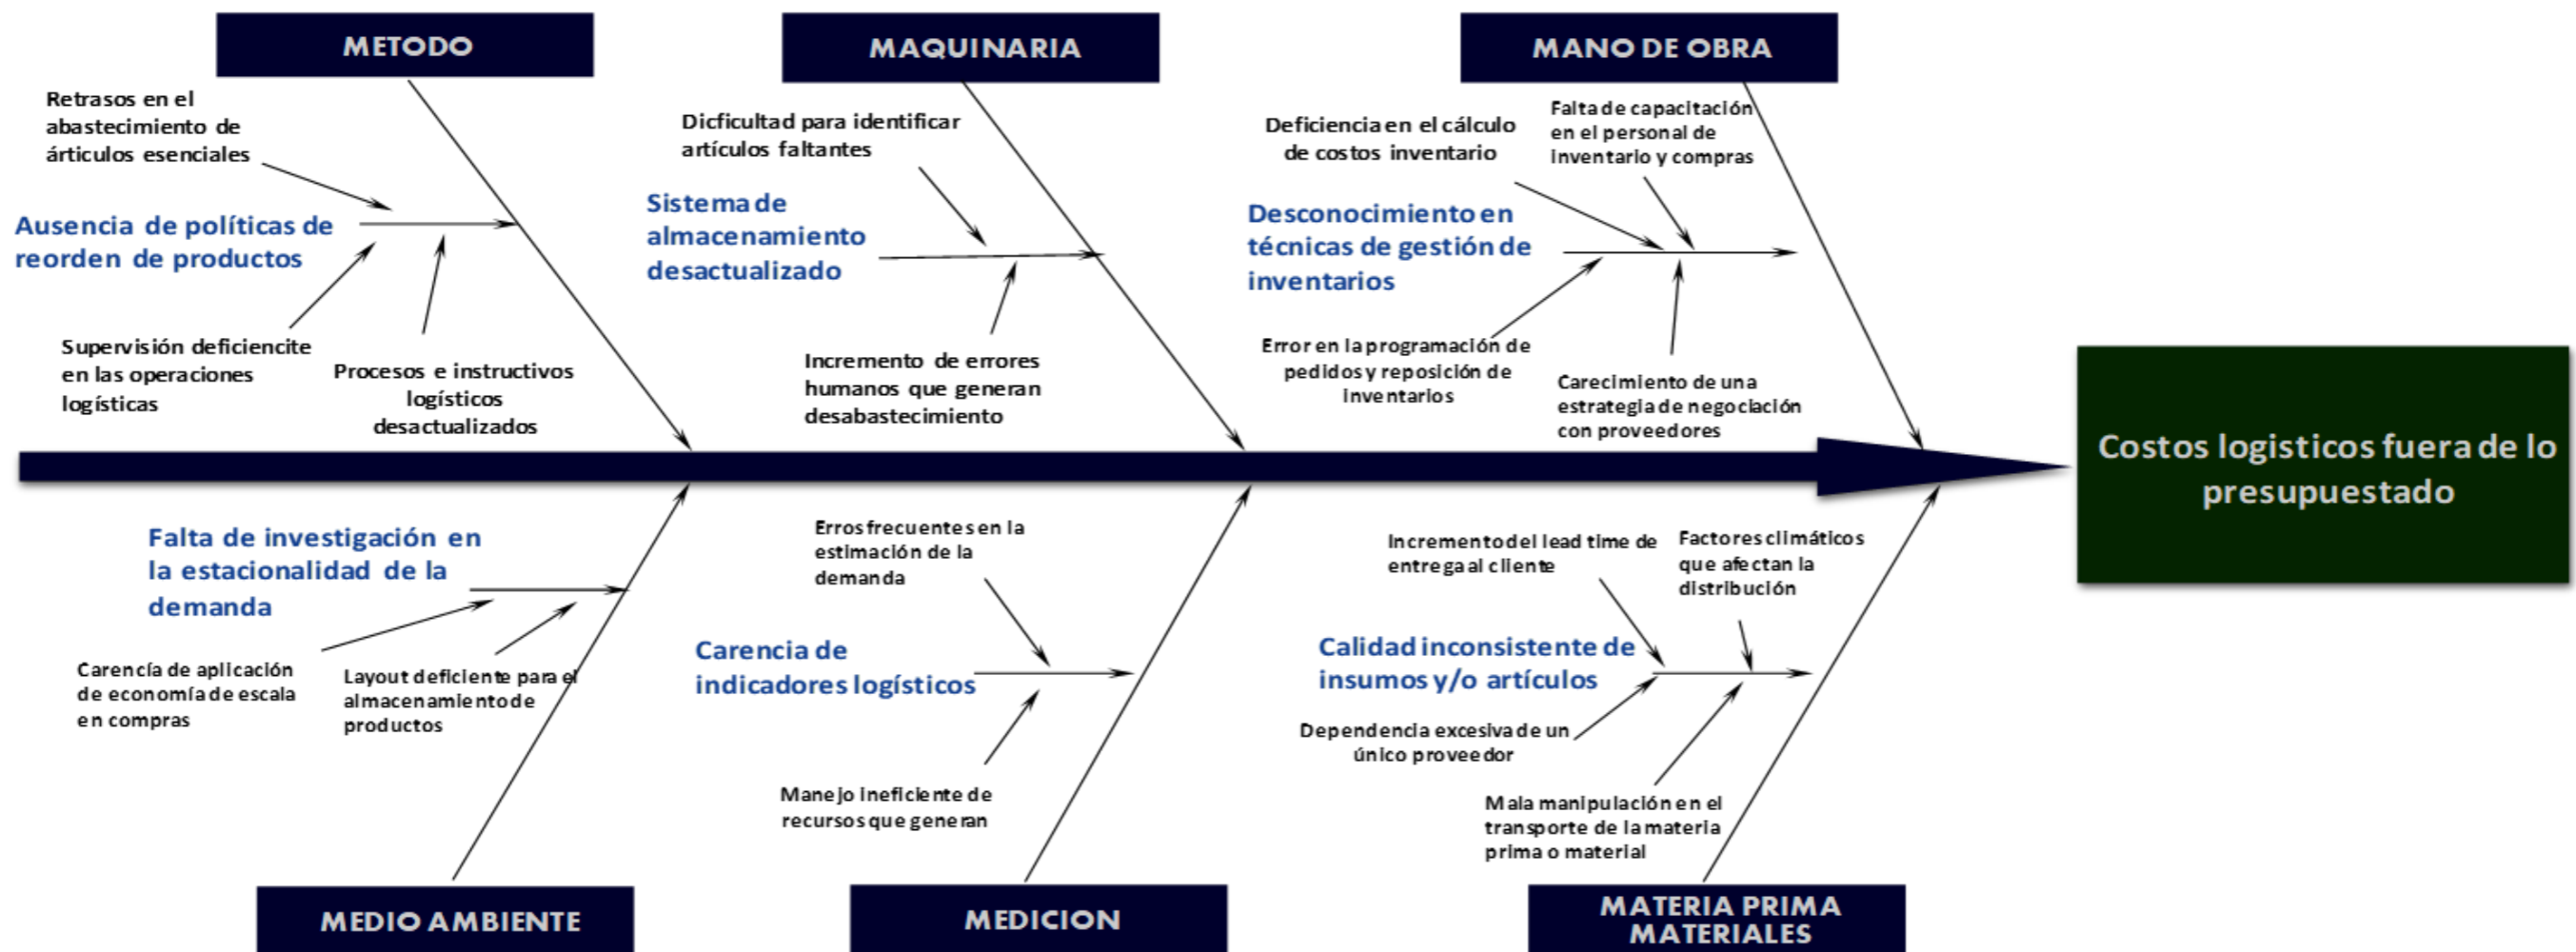 METODO
MAQUINARIA
MANO DE OBRA
Retrasos en el
abastecimiento de
árticulos esenciales
Ausencia de políticas de
reorden de productos
Supervisión deficiencite
en las operaciones
logísticas
Procesos e instructivos
logísticos
desactualizados
Dicficultad para identificar
artículos faltantes
Sistema de
almacenamiento
desactualizado
Incremento de errores
humanos que generan
desabastecimiento
Deficiencia en el cálculo
de costos inventario
Falta de capacitación
en el personal de
inventario y compras
Desconocimiento en
técnicas de gestión de
inventarios
Error en la programación de
pedidos y reposición de
inventarios
Carecimiento de una
estrategia de negociación
con proveedores
Costos logisticos fuera de lo
presupuestado
Falta de investigación en
la estacionalidad de la
demanda
Carencía de aplicación
de economía de escala
en compras
Layout deficiente para el
almacenamiento de
productos
Erros frecuentes en la
estimación de la
demanda
Carencia de
indicadores logísticos
Manejo ineficiente de
recursos que generan
Incremento del lead time de
entrega al cliente
Factores climáticos
que afectan la
distribución
Calidad inconsistente de
insumos y/o artículos
Dependencia excesiva de un
único proveedor
Mala manipulación en el
transporte de la materia
prima o material
MEDIO AMBIENTE
MEDICION
MATERIA PRIMA
MATERIALES